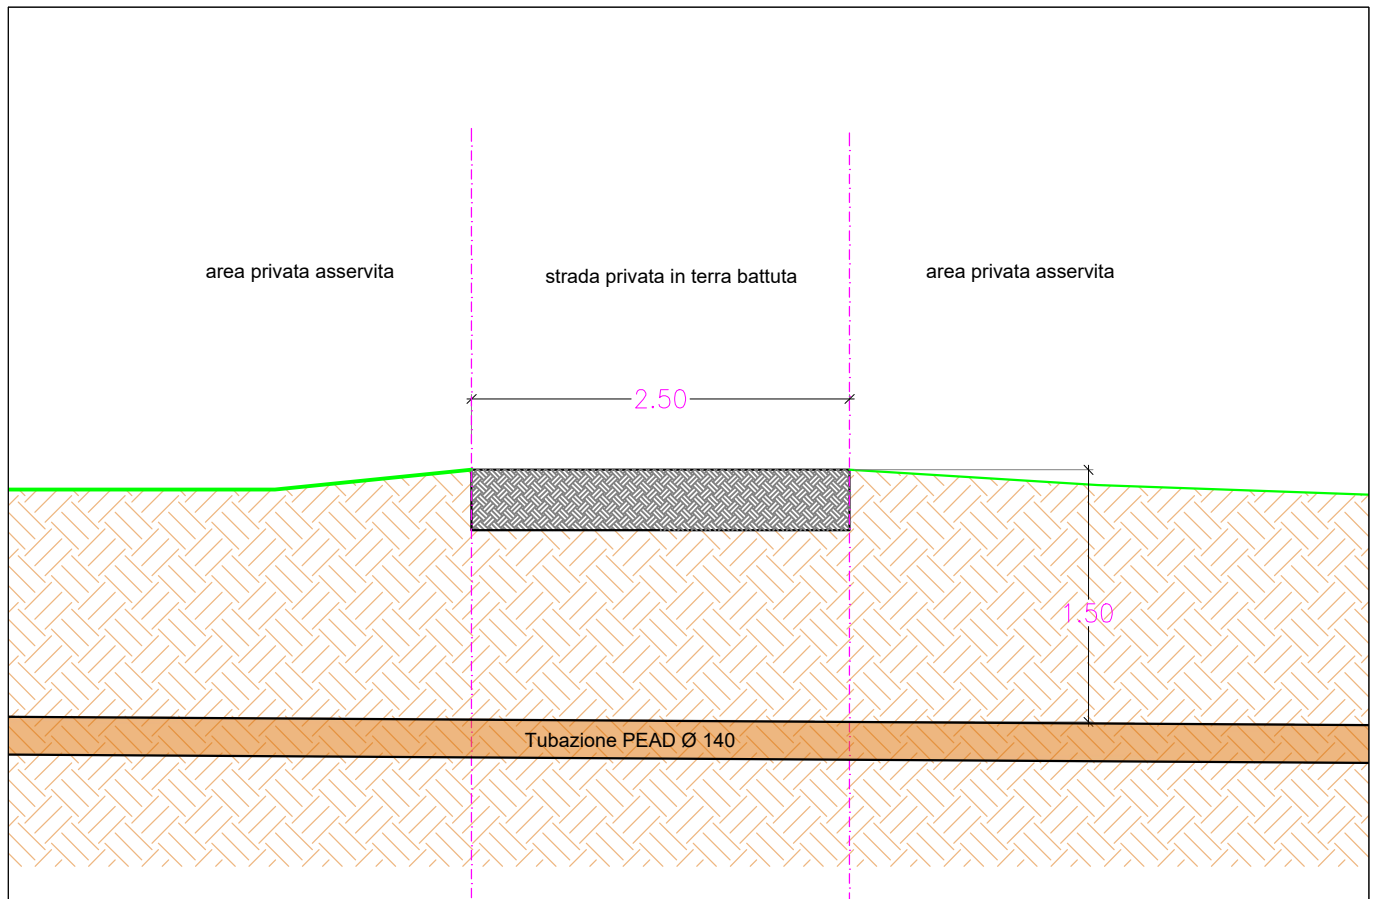 area privata asservita
strada privata in terra battuta
area privata asservita
2.50
1.50
Tubazione PEAD Ø 140